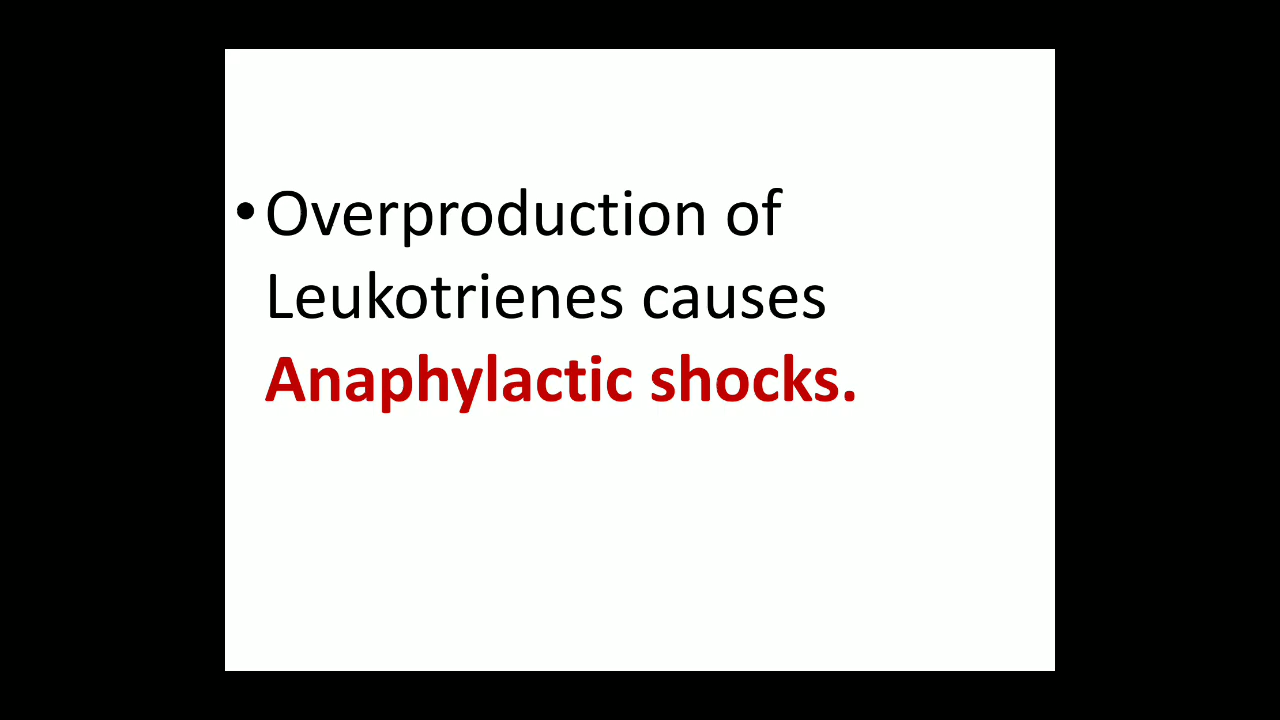 • Overproduction of
Leukotrienes causes
Anaphylactic shocks.